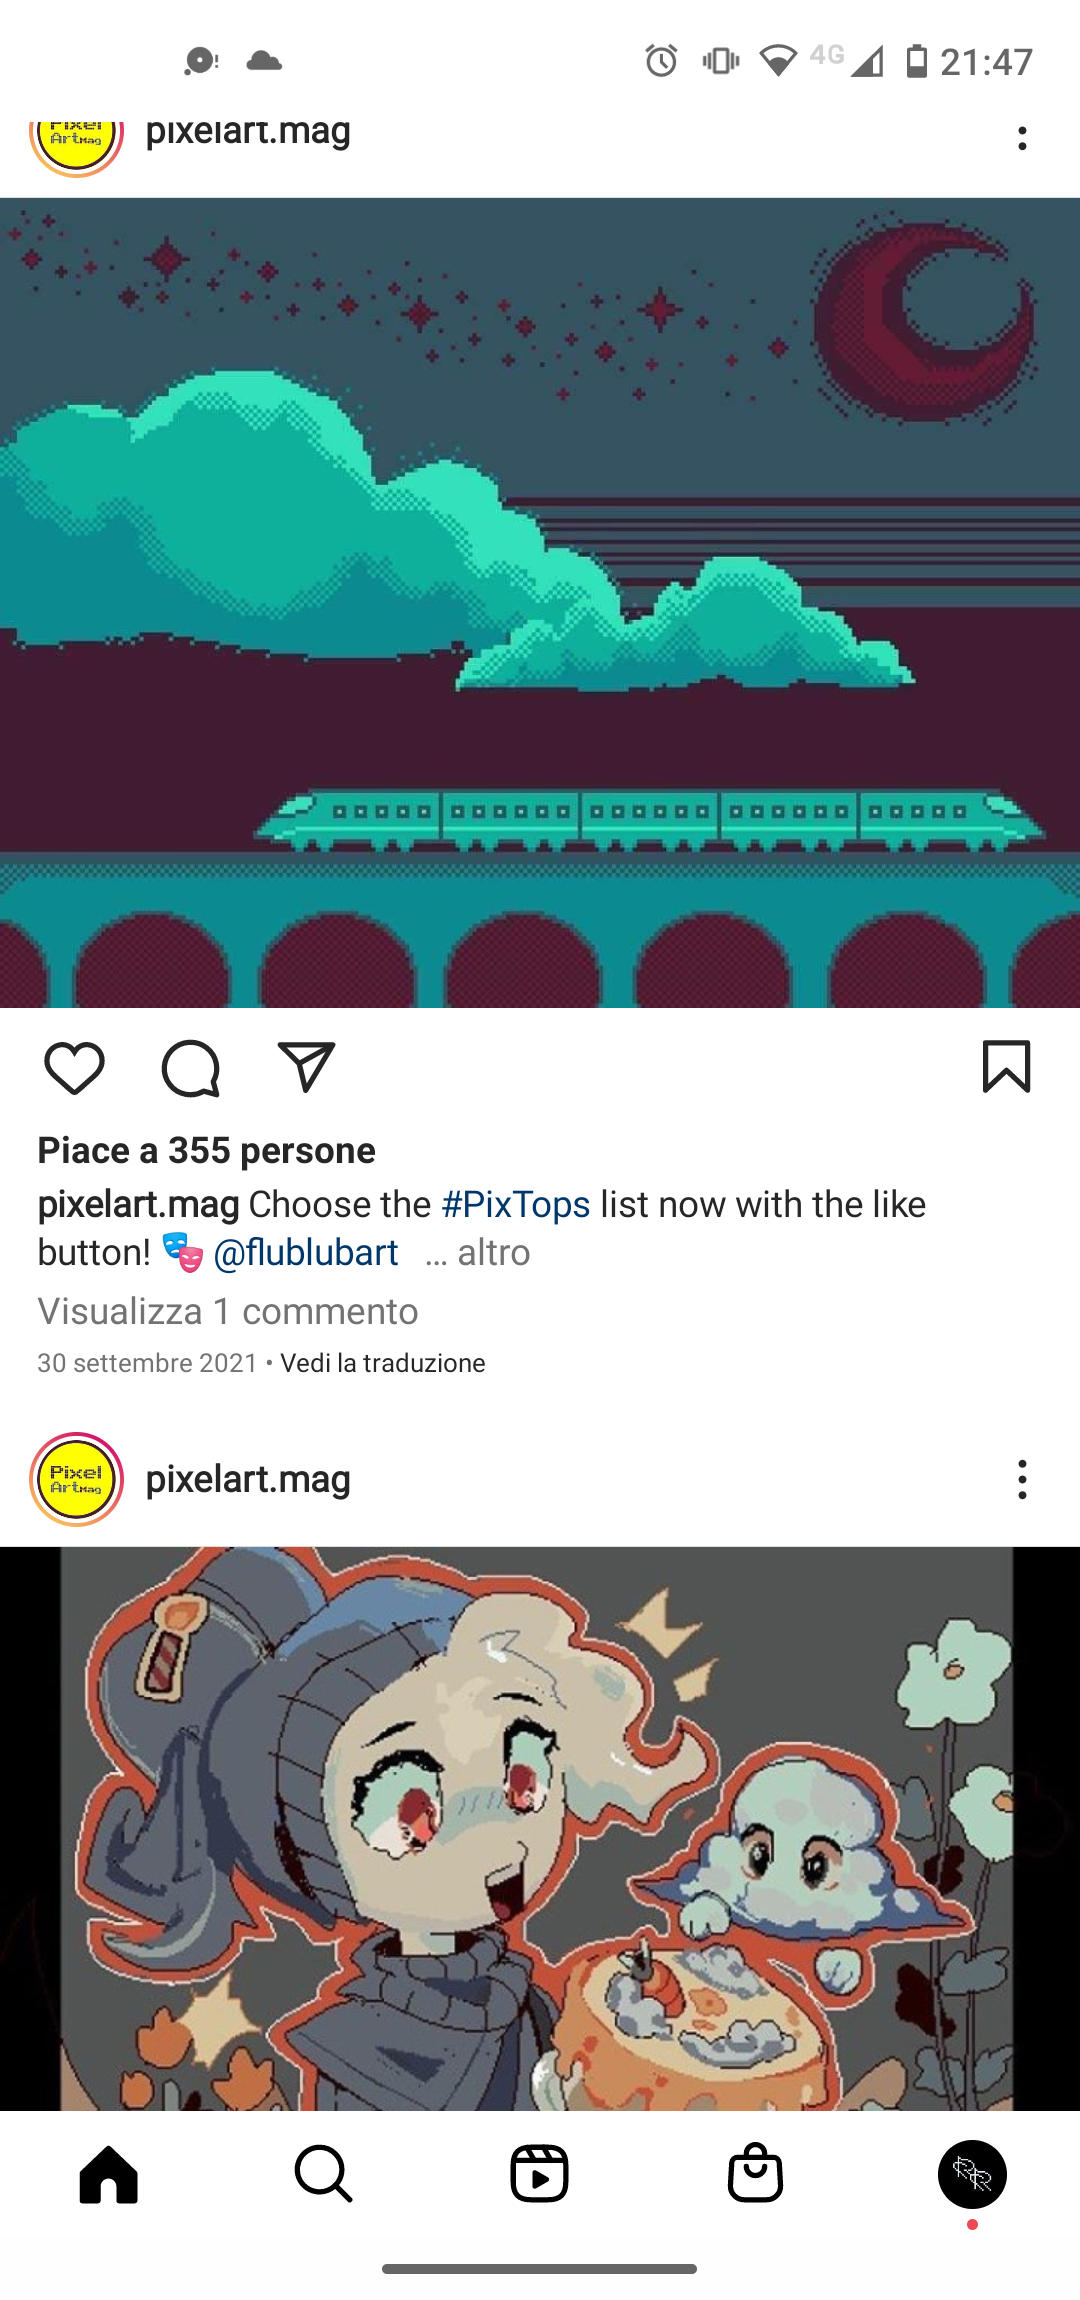 4G 21:47
Pixel
ArtMag
pixelart.mag
Piace a 355 persone
pixelart.mag Choose the #PixTops list now with the like
button! 🎭 @flublubart ... altro
Visualizza 1 commento
30 settembre 2021 • Vedi la traduzione
Pixel
ArtMag
pixelart.mag